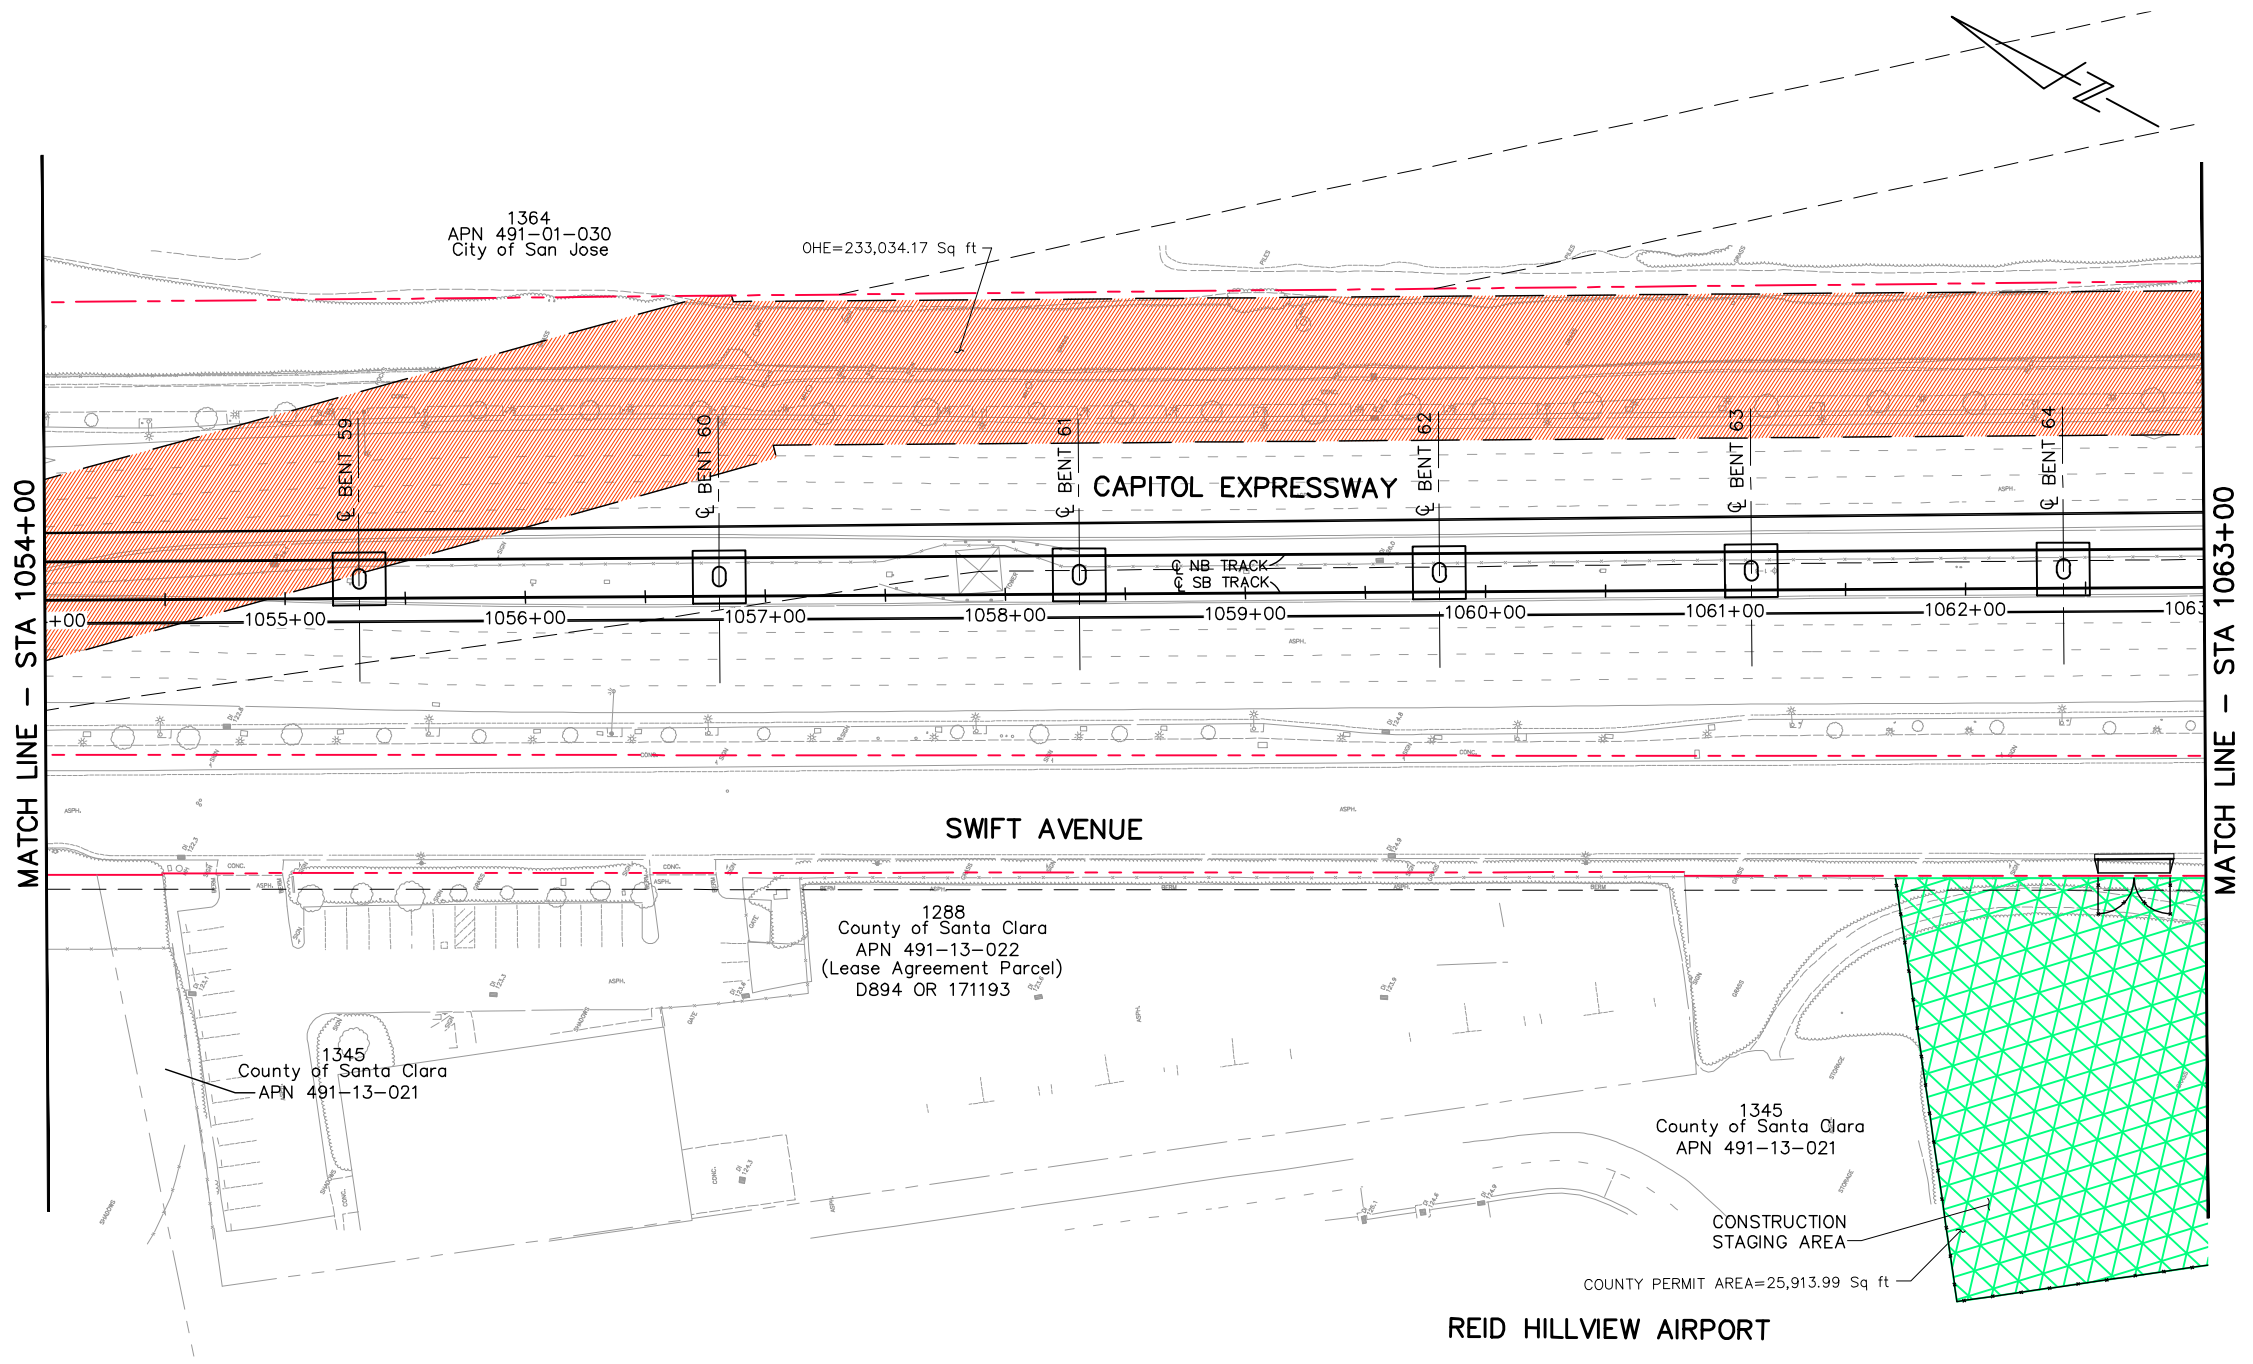 1364
APN 491-01-030
City of San Jose
OHE=233,034.17 Sq ft
℄ BENT 59
℄ BENT 60
℄ BENT 61
℄ BENT 62
℄ BENT 63
℄ BENT 64
CAPITOL EXPRESSWAY
MATCH LINE - STA 1054+00
MATCH LINE - STA 1063+00
℄ NB TRACK
℄ SB TRACK
TOWER
+00 1055+00 1056+00 1057+00 1058+00 1059+00 1060+00 1061+00 1062+00 1063
ASPH.
SWIFT AVENUE
1288
County of Santa Clara
APN 491-13-022
(Lease Agreement Parcel)
D894 OR 171193
1345
County of Santa Clara
APN 491-13-021
1345
County of Santa Clara
APN 491-13-021
CONSTRUCTION
STAGING AREA
COUNTY PERMIT AREA=25,913.99 Sq ft
REID HILLVIEW AIRPORT